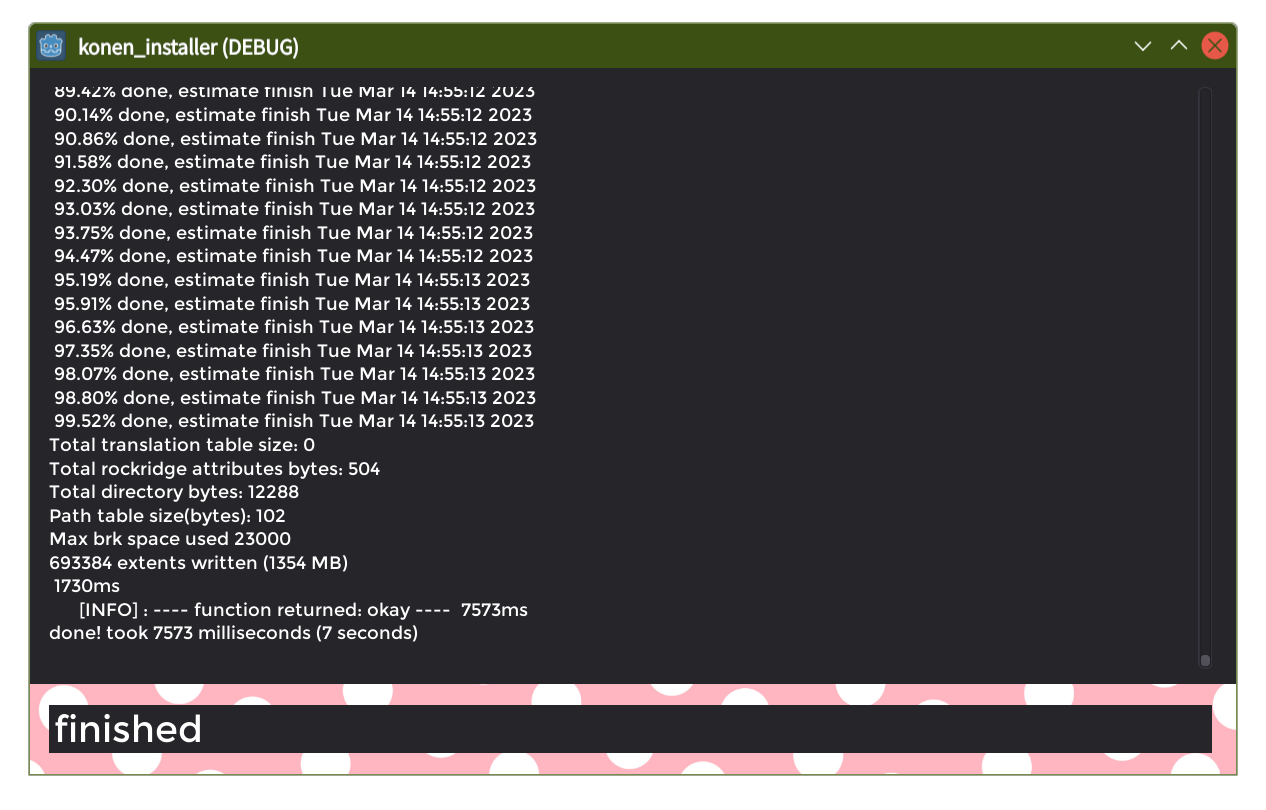 konen_installer (DEBUG)
89.42% done, estimate finish Tue Mar 14 14:55:12 2023
90.14% done, estimate finish Tue Mar 14 14:55:12 2023
90.86% done, estimate finish Tue Mar 14 14:55:12 2023
91.58% done, estimate finish Tue Mar 14 14:55:12 2023
92.30% done, estimate finish Tue Mar 14 14:55:12 2023
93.03% done, estimate finish Tue Mar 14 14:55:12 2023
93.75% done, estimate finish Tue Mar 14 14:55:12 2023
94.47% done, estimate finish Tue Mar 14 14:55:12 2023
95.19% done, estimate finish Tue Mar 14 14:55:13 2023
95.91% done, estimate finish Tue Mar 14 14:55:13 2023
96.63% done, estimate finish Tue Mar 14 14:55:13 2023
97.35% done, estimate finish Tue Mar 14 14:55:13 2023
98.07% done, estimate finish Tue Mar 14 14:55:13 2023
98.80% done, estimate finish Tue Mar 14 14:55:13 2023
99.52% done, estimate finish Tue Mar 14 14:55:13 2023
Total translation table size: 0
Total rockridge attributes bytes: 504
Total directory bytes: 12288
Path table size(bytes): 102
Max brk space used 23000
693384 extents written (1354 MB)
1730ms
[INFO] : ---- function returned: okay ---- 7573ms
done! took 7573 milliseconds (7 seconds)
finished